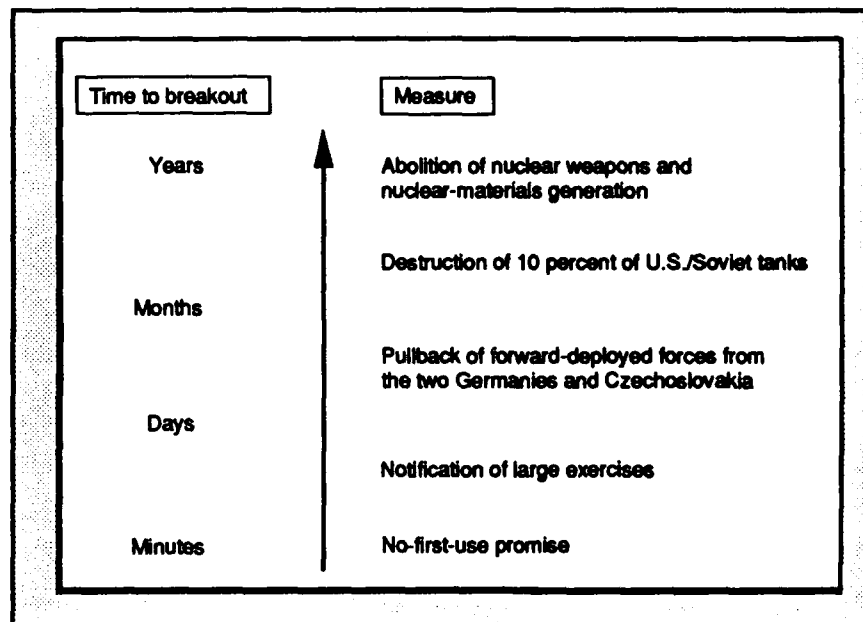 Time to breakout
Measure
Years
Abolition of nuclear weapons and
nuclear-materials generation
Destruction of 10 percent of U.S./Soviet tanks
Months
Pullback of forward-deployed forces from
the two Germanies and Czechoslovakia
Days
Notification of large exercises
Minutes
No-first-use promise